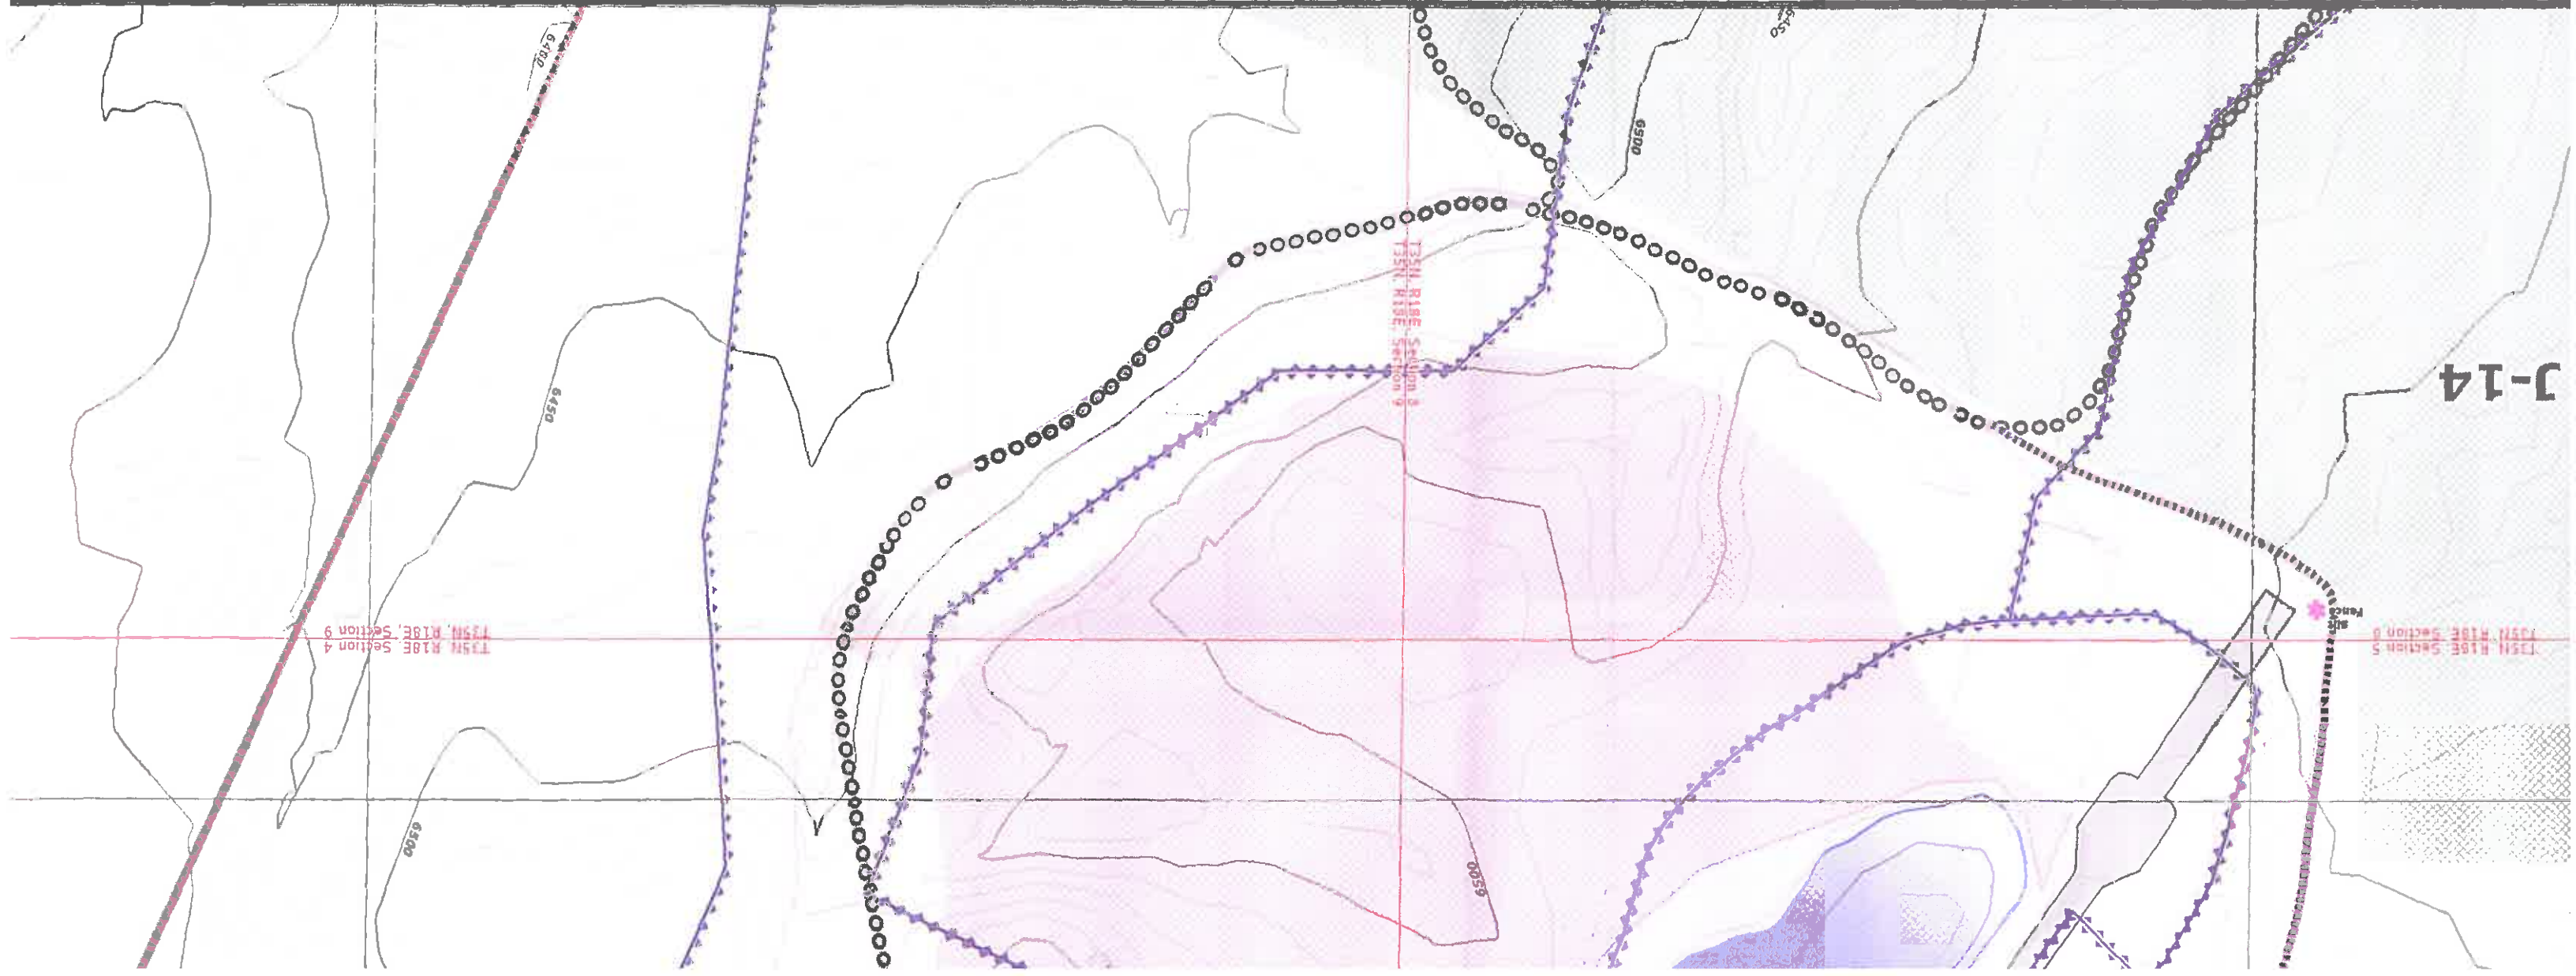 6480
6450
6500
J-14
T35N, R18E, Section 8
T35N, R18E, Section 9
6450
T35N, R18E, Section 9
T35N, R18E, Section 4
Silt
Fence
T35N, R18E, Section 8
T35N, R18E, Section 5
6500
6500